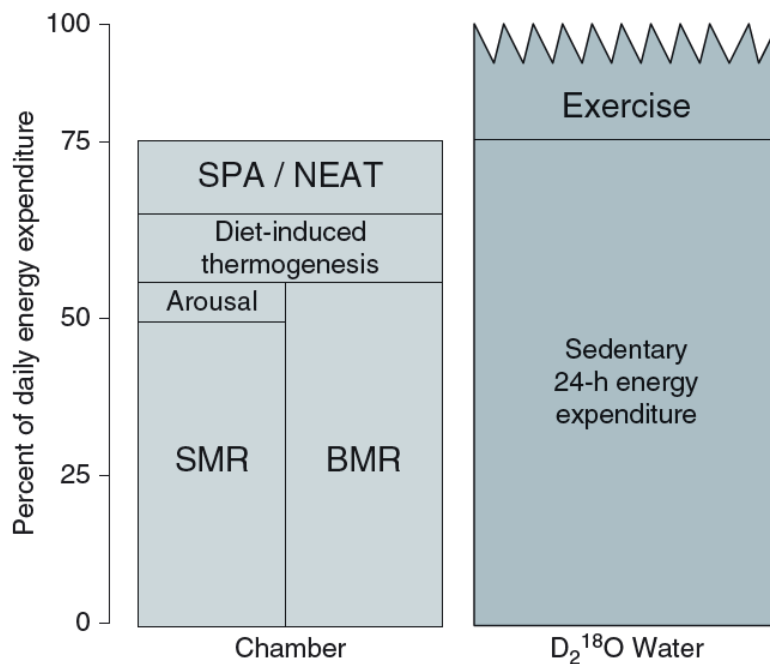 Percent of daily energy expenditure
100
75
50
25
0
SPA / NEAT
Diet-induced
thermogenesis
Arousal
SMR
BMR
Chamber
Exercise
Sedentary
24-h energy
expenditure
D₂¹⁸O Water